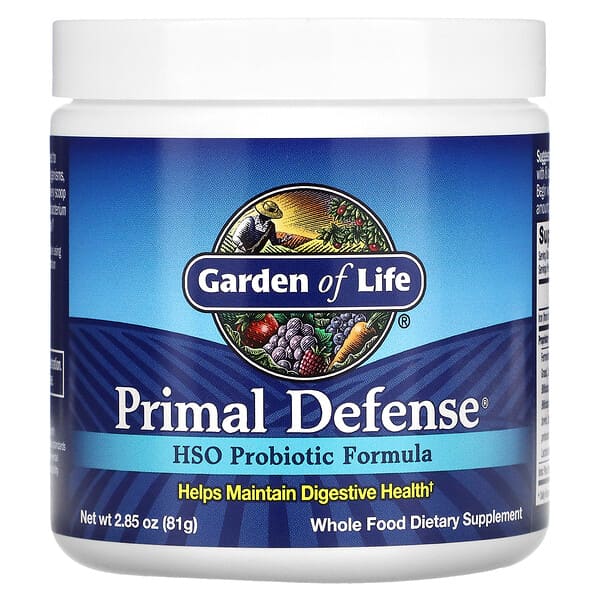 Garden of Life
®
Primal Defense®
HSO Probiotic Formula
Helps Maintain Digestive Health†
Net wt 2.85 oz (81g)
Whole Food Dietary Supplement